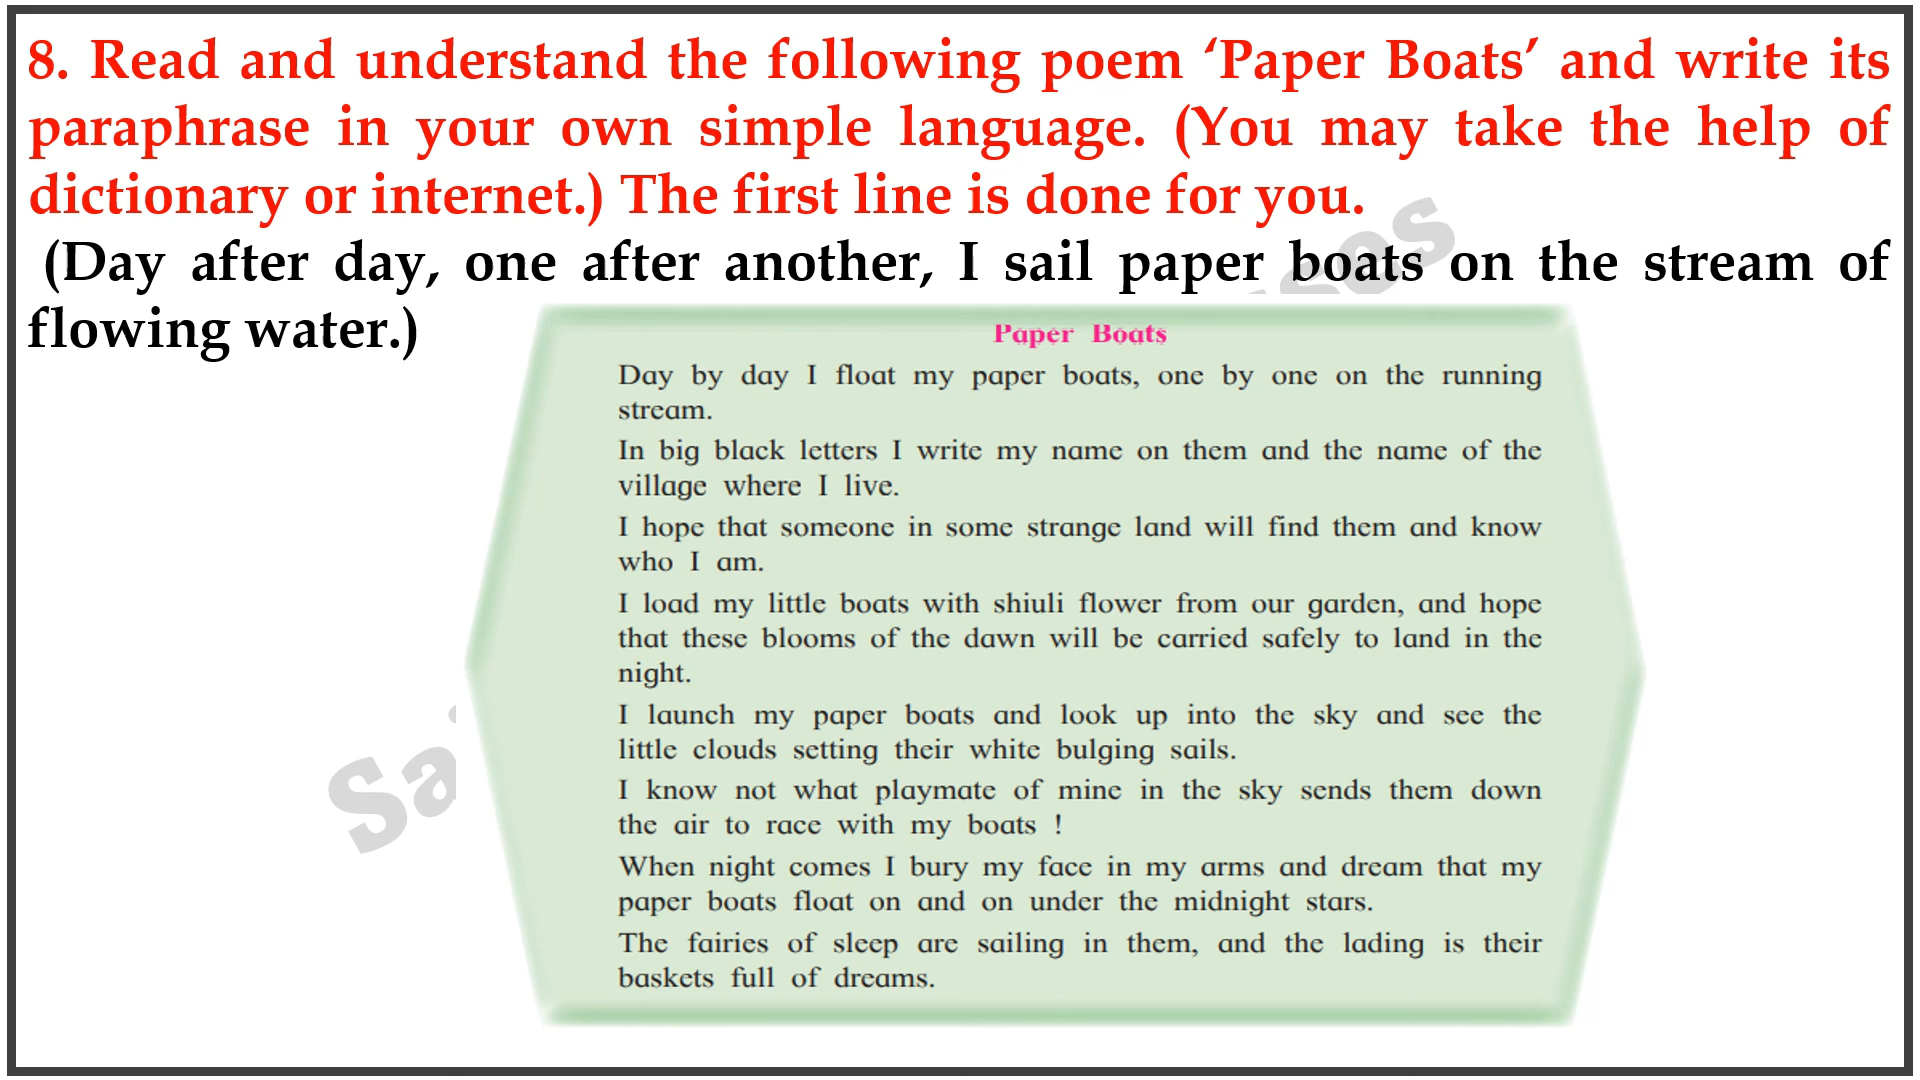 8. Read and understand the following poem ‘Paper Boats’ and write its
paraphrase in your own simple language. (You may take the help of
dictionary or internet.) The first line is done for you.
(Day after day, one after another, I sail paper boats on the stream of
flowing water.)
Paper Boats
Day by day I float my paper boats, one by one on the running
stream.
In big black letters I write my name on them and the name of the
village where I live.
I hope that someone in some strange land will find them and know
who I am.
I load my little boats with shiuli flower from our garden, and hope
that these blooms of the dawn will be carried safely to land in the
night.
I launch my paper boats and look up into the sky and see the
little clouds setting their white bulging sails.
I know not what playmate of mine in the sky sends them down
the air to race with my boats !
When night comes I bury my face in my arms and dream that my
paper boats float on and on under the midnight stars.
The fairies of sleep are sailing in them, and the lading is their
baskets full of dreams.